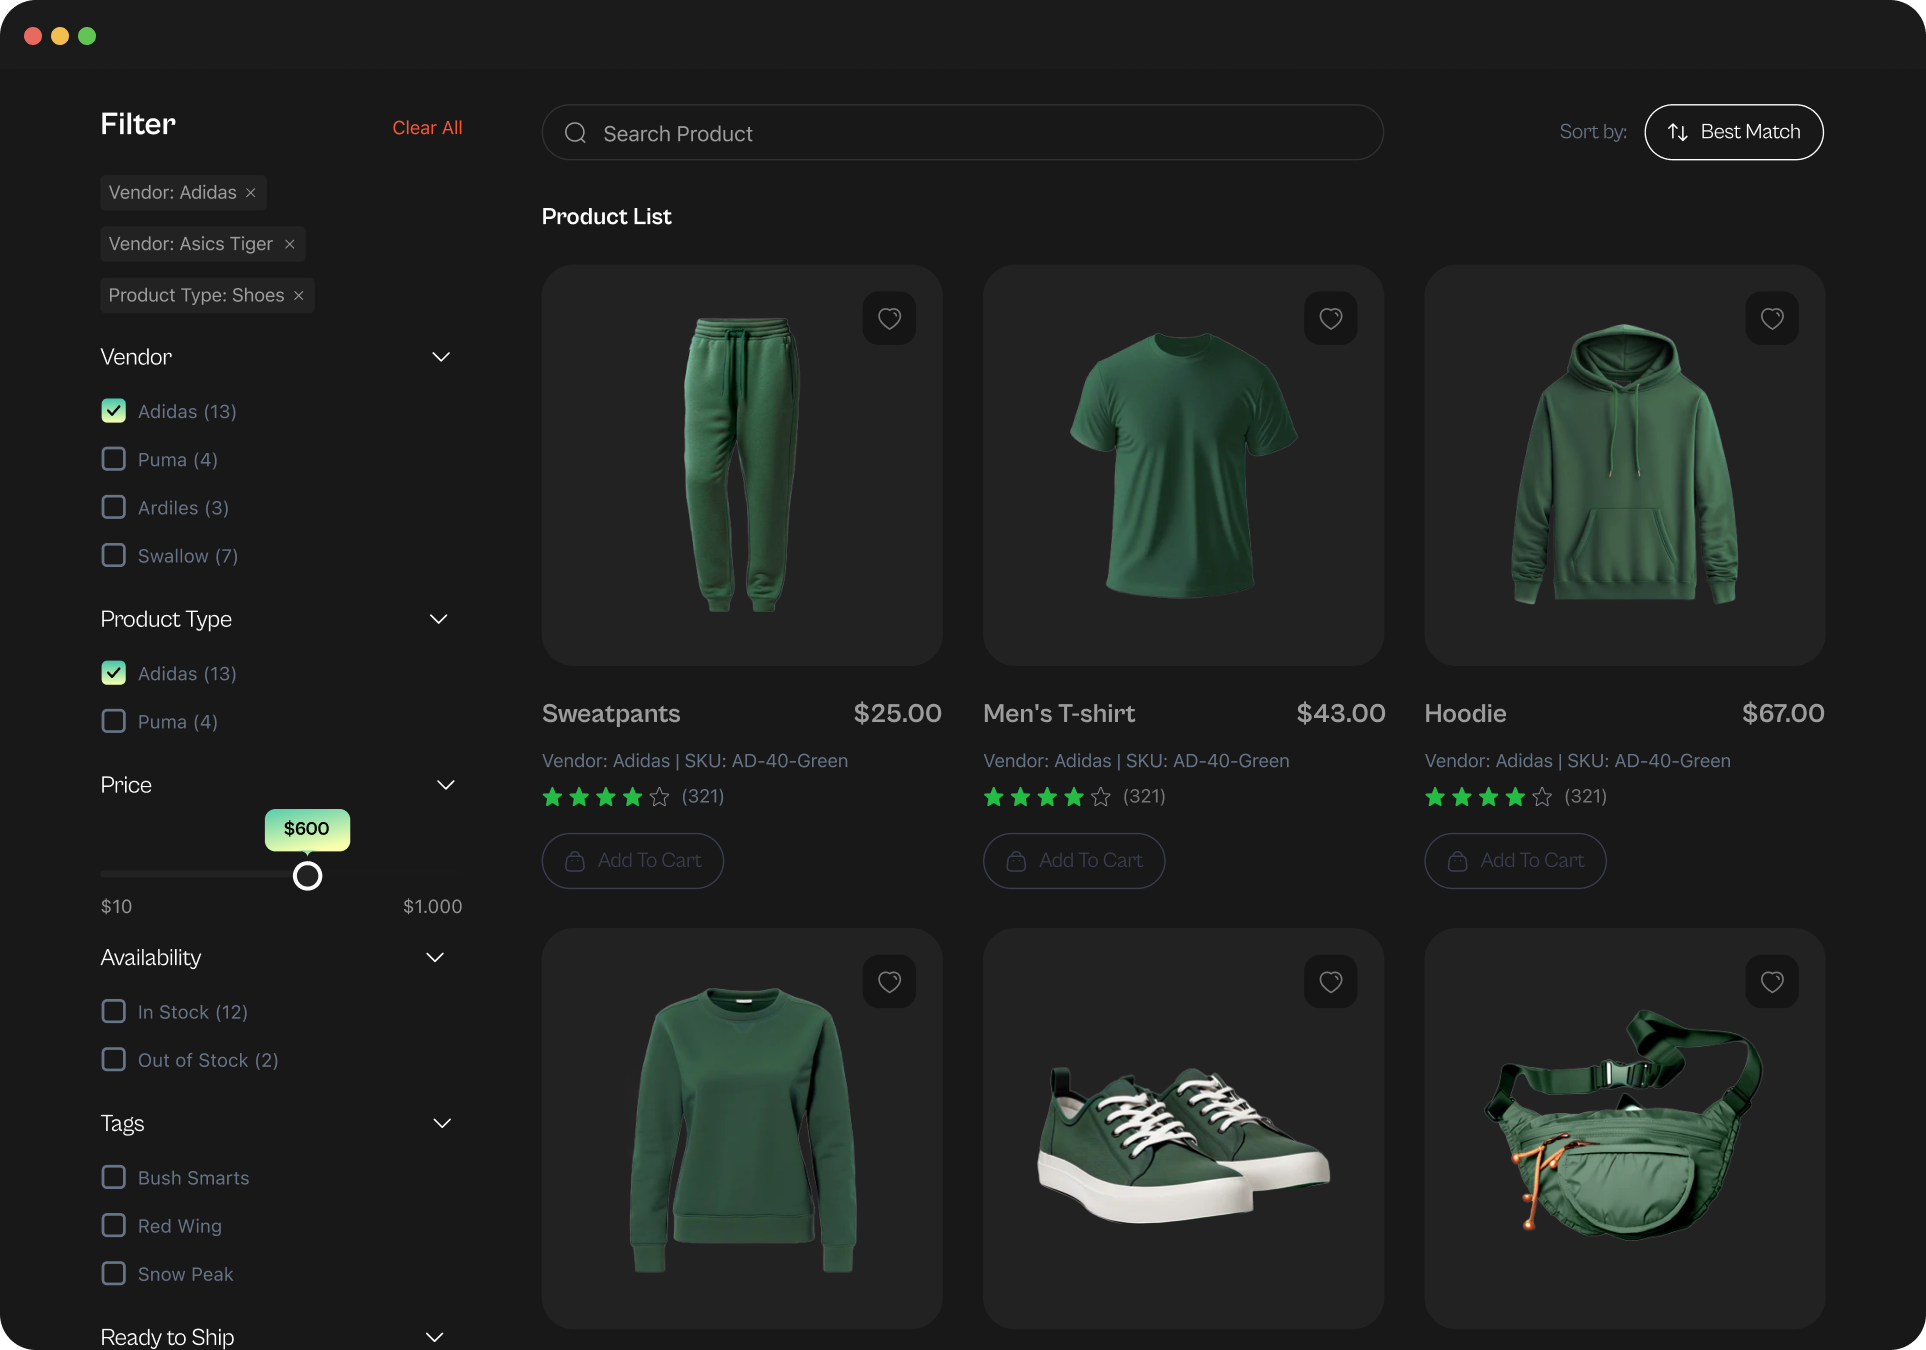 Filter
Clear All
Vendor: Adidas ×
Vendor: Asics Tiger ×
Product Type: Shoes ×
Vendor
Adidas (13)
Puma (4)
Ardiles (3)
Swallow (7)
Product Type
Adidas (13)
Puma (4)
Price
$600
$10
$1.000
Availability
In Stock (12)
Out of Stock (2)
Tags
Bush Smarts
Red Wing
Snow Peak
Ready to Ship
Search Product
Sort by:
Best Match
Product List
Sweatpants
$25.00
Vendor: Adidas | SKU: AD-40-Green
(321)
Add To Cart
Men's T-shirt
$43.00
Vendor: Adidas | SKU: AD-40-Green
(321)
Add To Cart
Hoodie
$67.00
Vendor: Adidas | SKU: AD-40-Green
(321)
Add To Cart